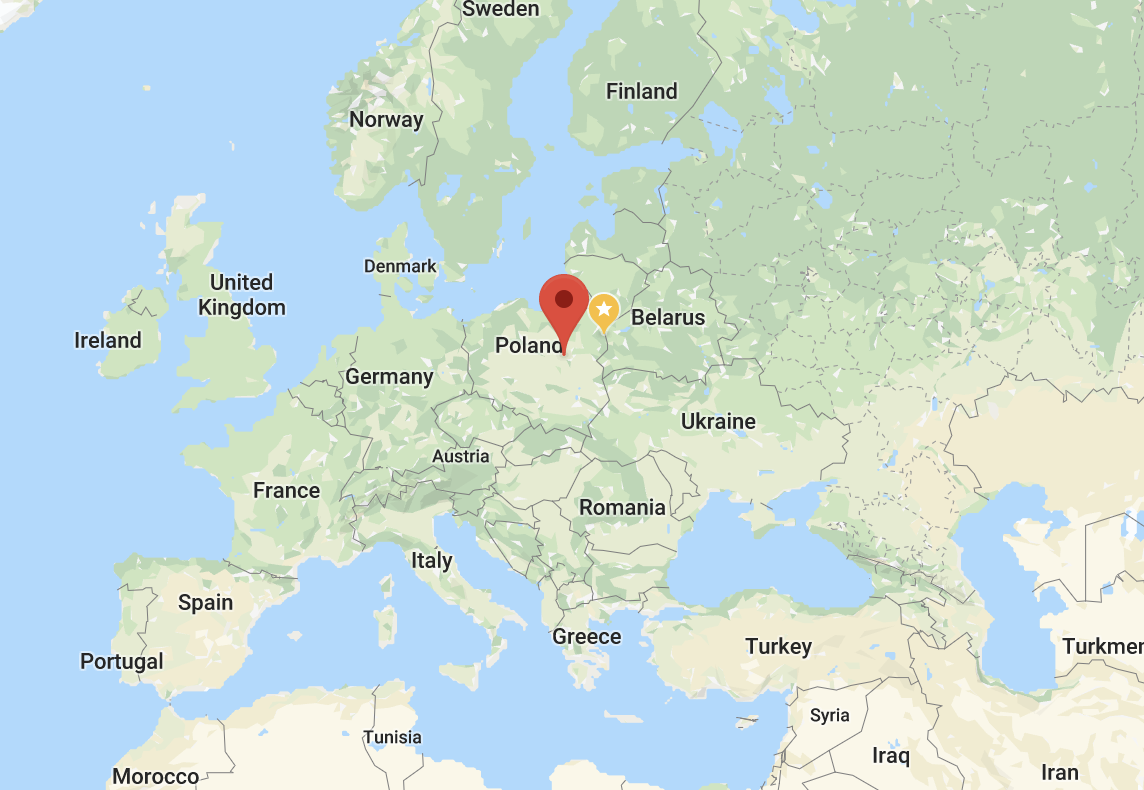 Sweden
Finland
Norway
Denmark
United
Kingdom
Belarus
Ireland
Poland
Germany
Ukraine
Austria
France
Romania
Italy
Spain
Greece
Turkey
Turkmen
Portugal
Syria
Tunisia
Iraq
Iran
Morocco